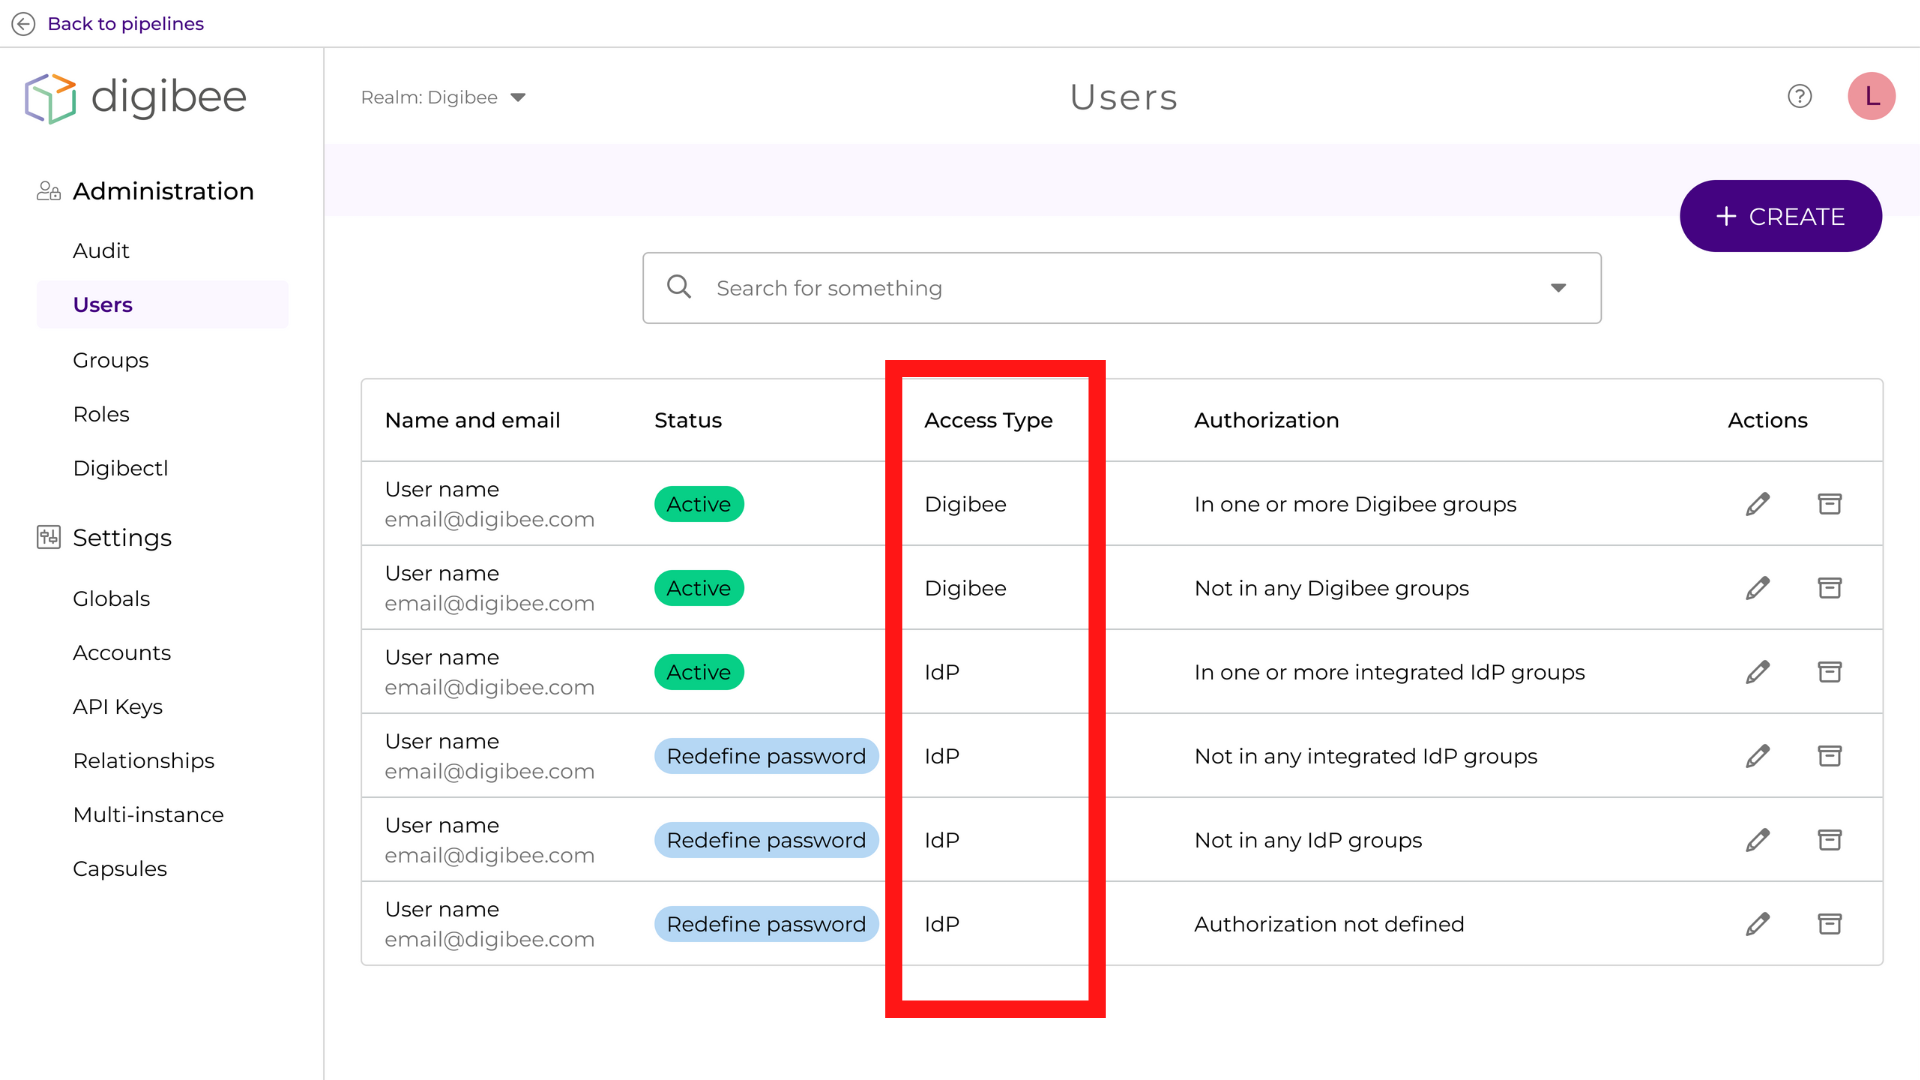 Back to pipelines
digibee
Realm: Digibee
Users
L
Administration
Audit
Users
Groups
Roles
Digibectl
Settings
Globals
Accounts
API Keys
Relationships
Multi-instance
Capsules
+ CREATE
Search for something
Name and email Status Access Type Authorization Actions
User name
email@digibee.com
Active Digibee In one or more Digibee groups
User name
email@digibee.com
Active Digibee Not in any Digibee groups
User name
email@digibee.com
Active IdP In one or more integrated IdP groups
User name
email@digibee.com
Redefine password IdP Not in any integrated IdP groups
User name
email@digibee.com
Redefine password IdP Not in any IdP groups
User name
email@digibee.com
Redefine password IdP Authorization not defined